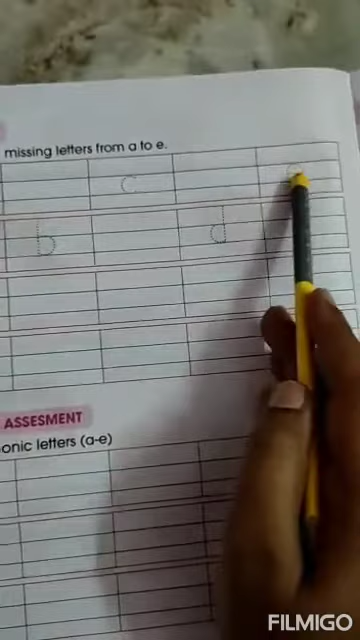 missing letters from a to e.
c e
b d
ASSESMENT
onic letters (a-e)
FILMIGO